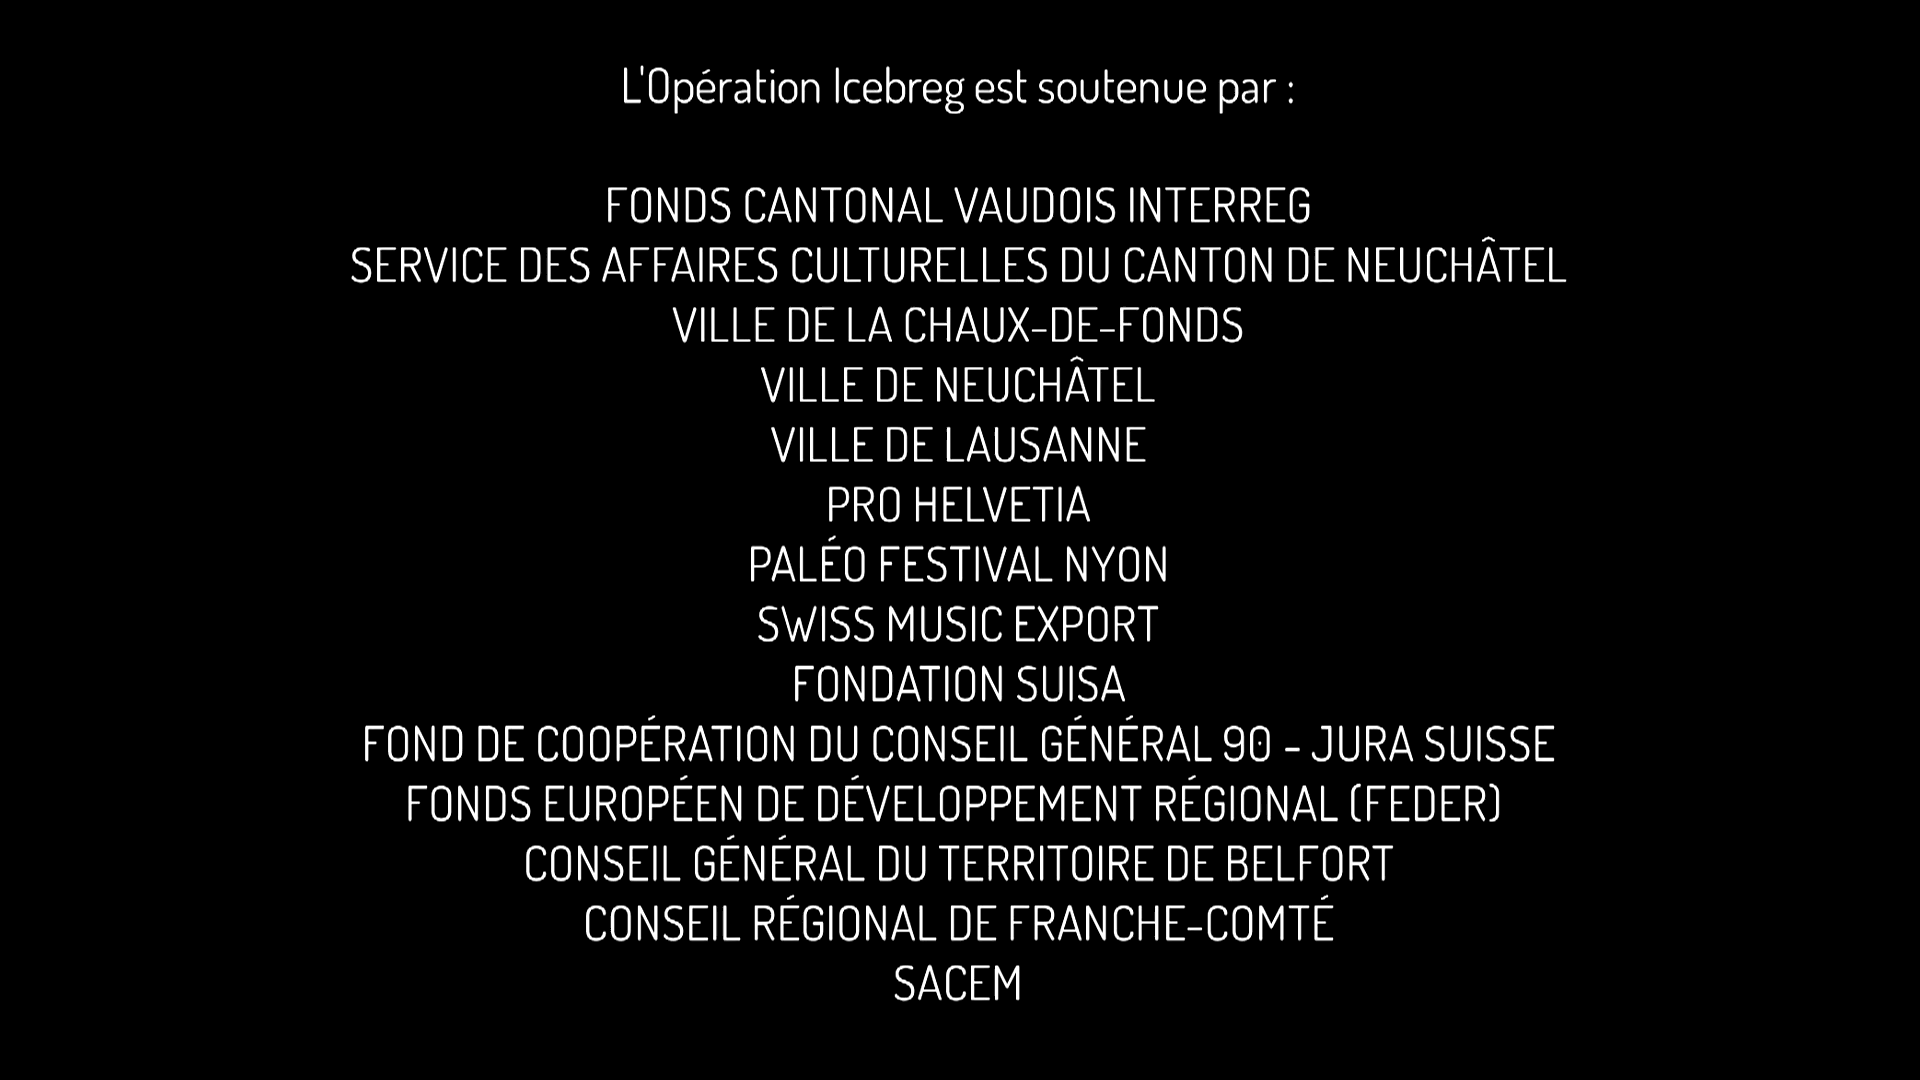 L'Opération Icebreg est soutenue par :
FONDS CANTONAL VAUDOIS INTERREG
SERVICE DES AFFAIRES CULTURELLES DU CANTON DE NEUCHÂTEL
VILLE DE LA CHAUX-DE-FONDS
VILLE DE NEUCHÂTEL
VILLE DE LAUSANNE
PRO HELVETIA
PALÉO FESTIVAL NYON
SWISS MUSIC EXPORT
FONDATION SUISA
FOND DE COOPÉRATION DU CONSEIL GÉNÉRAL 90 - JURA SUISSE
FONDS EUROPÉEN DE DÉVELOPPEMENT RÉGIONAL (FEDER)
CONSEIL GÉNÉRAL DU TERRITOIRE DE BELFORT
CONSEIL RÉGIONAL DE FRANCHE-COMTÉ
SACEM